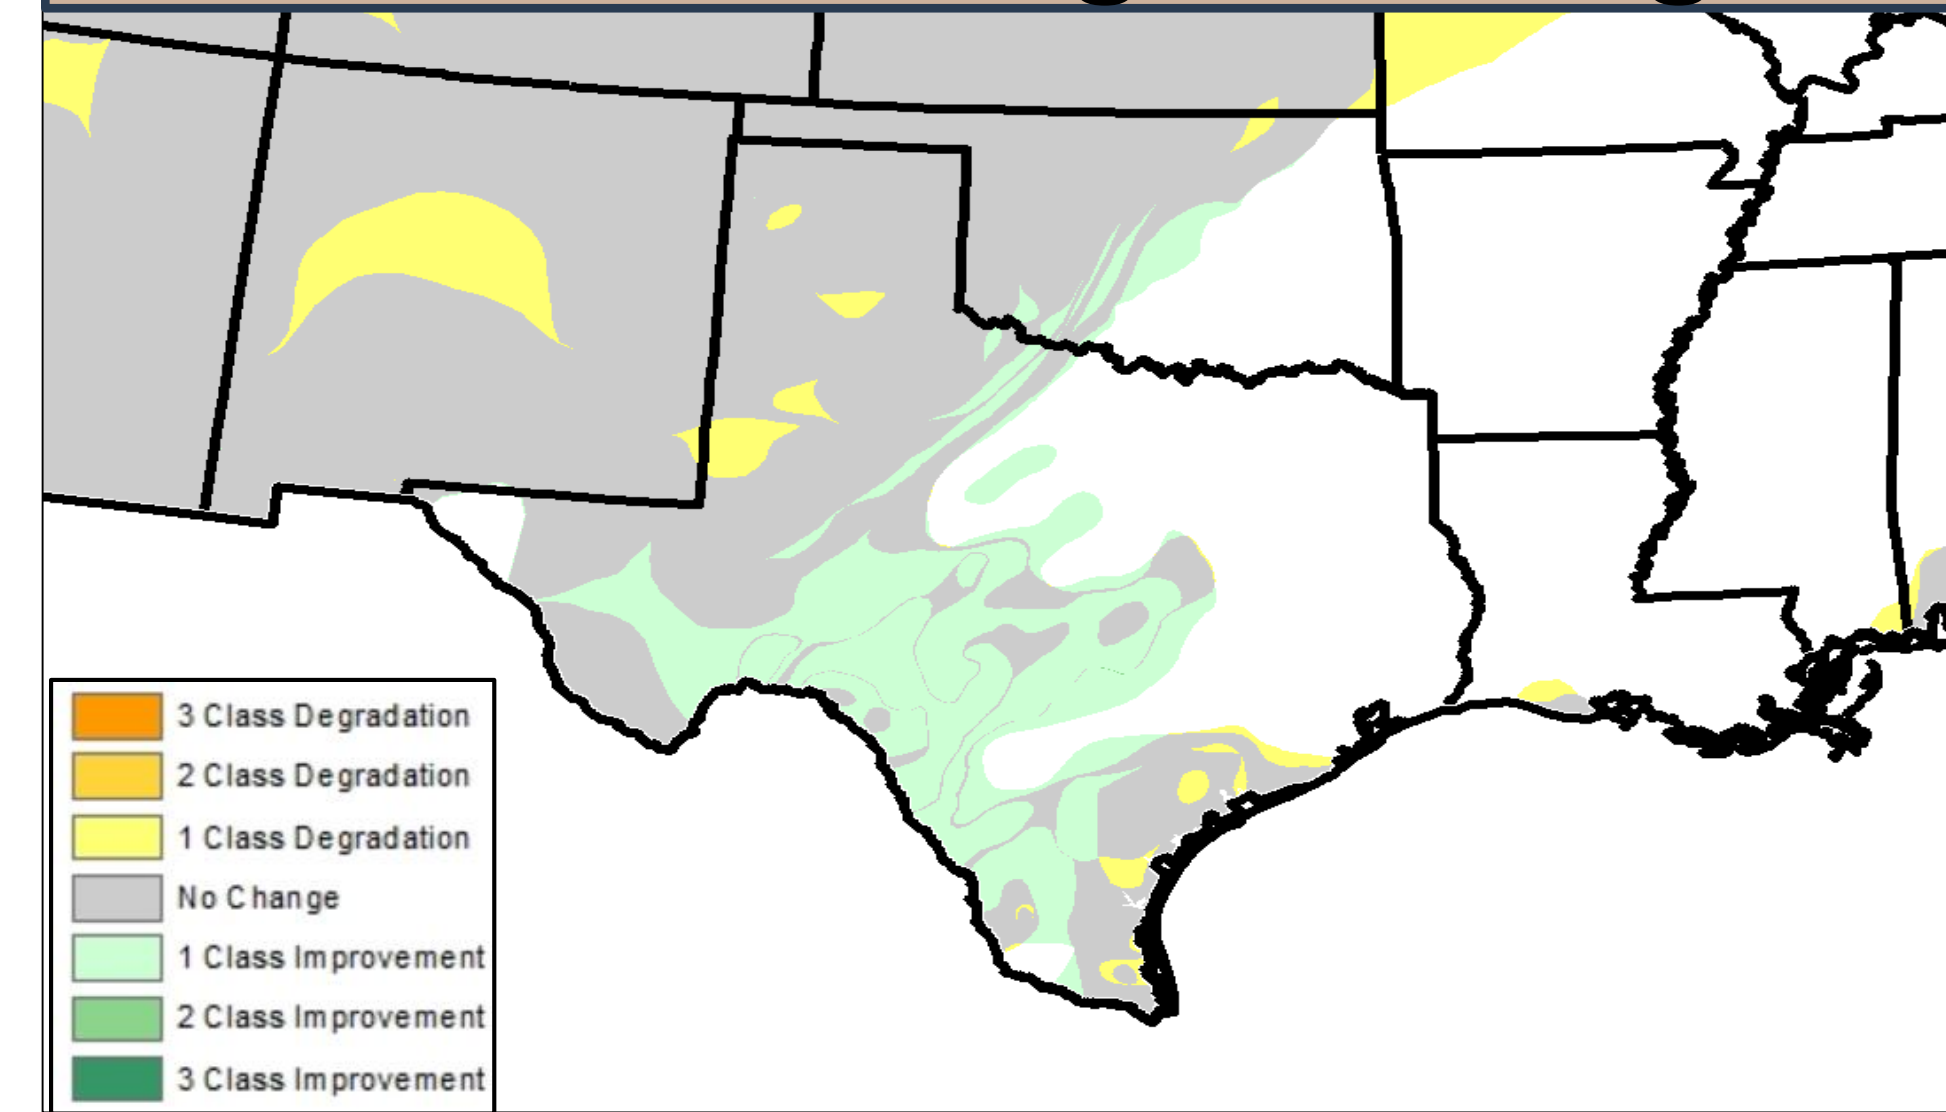 3 Class Degradation
2 Class Degradation
1 Class Degradation
No Change
1 Class Improvement
2 Class Improvement
3 Class Improvement